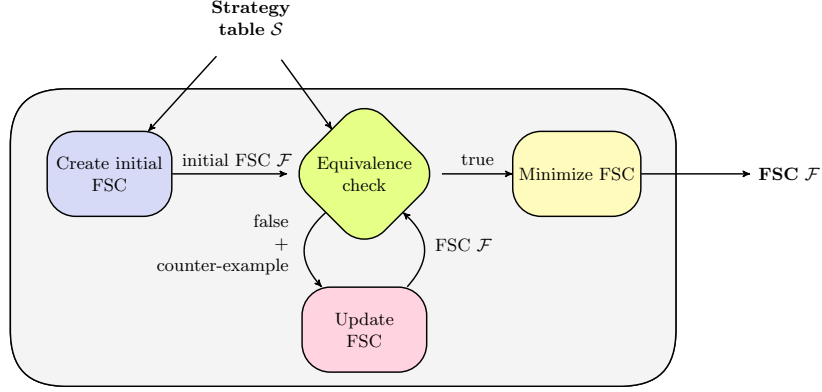 Strategy
table 𝒮
Create initial
FSC
initial FSC ℱ
Equivalence
check
true
Minimize FSC
FSC ℱ
false
+
counter-example
FSC ℱ
Update
FSC